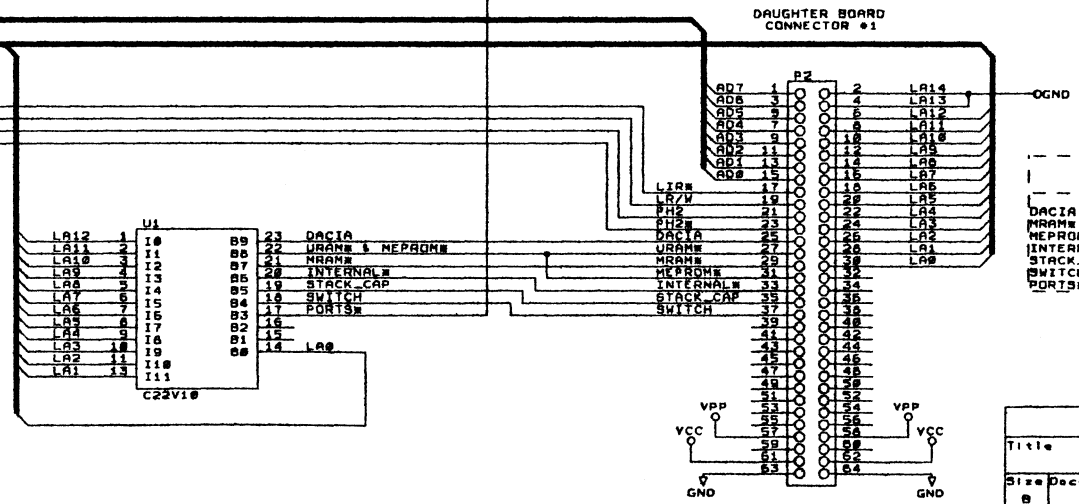 DAUGHTER BOARD
CONNECTOR #1
P2
AD7 1 2 LA14
AD6 3 4 LA13
GND
AD5 5 6 LA12
AD4 7 8 LA11
AD3 9 10 LA10
AD2 11 12 LA9
AD1 13 14 LA8
AD0 15 16 LA7
LIR* 17 18 LA6
LR/W 19 20 LA5
PH2 21 22 LA4
PH2* 23 24 LA3
DACIA 25 26 LA2
URAM* 27 28 LA1
MRAM* 29 30 LA0
MEPROM* 31 32
INTERNAL* 33 34
STACK_CAP 35 36
SWITCH 37 38
39 40
41 42
43 44
45 46
47 48
49 50
51 52
53 54
55 56
57 58
59 60
61 62
63 64
VPP
VCC
GND
VPP
VCC
GND
U1
LA12 1 I0 B9 23 DACIA
LA11 2 I1 B8 22 URAM* & MEPROM*
LA10 3 I2 B7 21 MRAM*
LA9 4 I3 B6 20 INTERNAL*
LA8 5 I4 B5 19 STACK_CAP
LA7 6 I5 B4 18 SWITCH
LA6 7 I6 B3 17 PORTS*
LA5 8 I7 B2 16
LA4 9 I8 B1 15
LA3 10 I9 B0 14 LA0
LA2 11 I10
LA1 13 I11
C22V10
DACIA
MRAM*
MEPRO
INTER
STACK_
SWITC
PORTS
Title
Size Doc
B